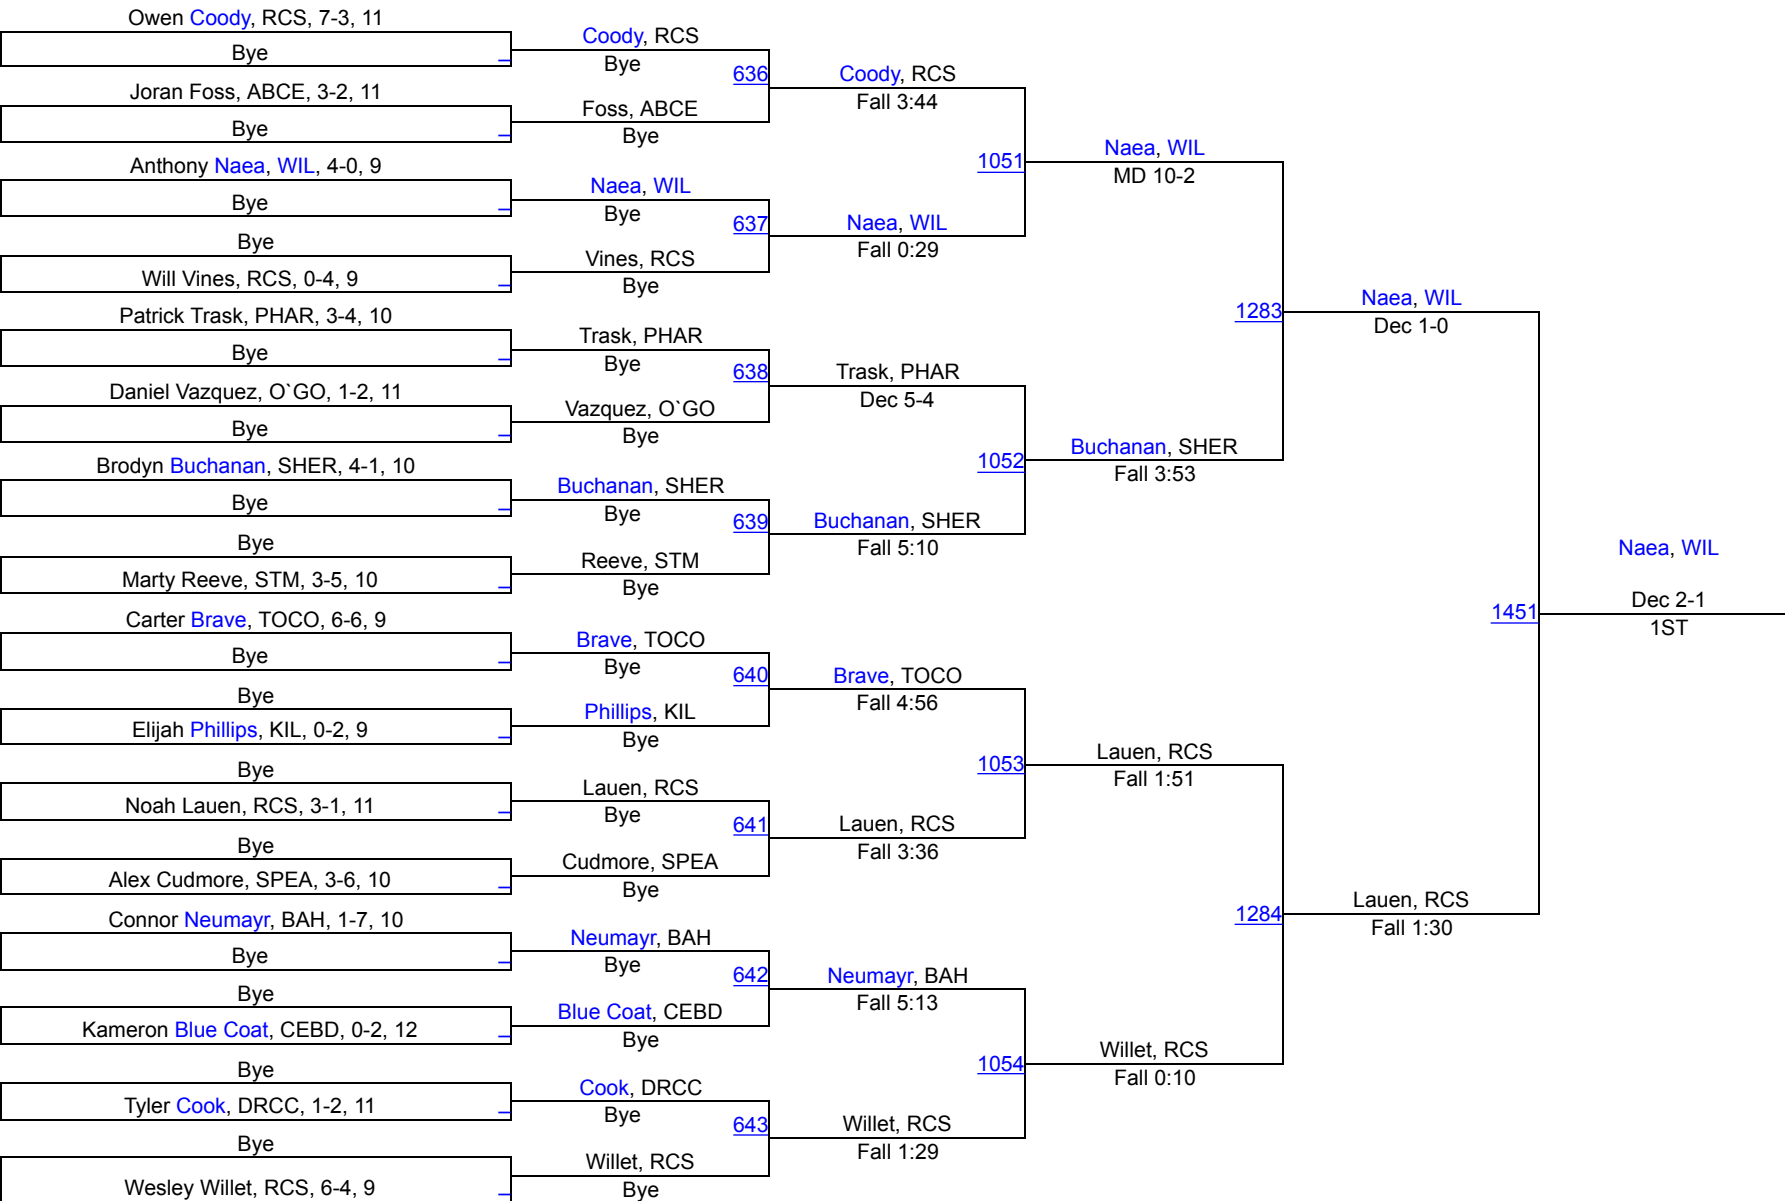 Owen Coody, RCS, 7-3, 11
Bye
Joran Foss, ABCE, 3-2, 11
Bye
Anthony Naea, WIL, 4-0, 9
Bye
Bye
Will Vines, RCS, 0-4, 9
Patrick Trask, PHAR, 3-4, 10
Bye
Daniel Vazquez, O`GO, 1-2, 11
Bye
Brodyn Buchanan, SHER, 4-1, 10
Bye
Bye
Marty Reeve, STM, 3-5, 10
Carter Brave, TOCO, 6-6, 9
Bye
Bye
Elijah Phillips, KIL, 0-2, 9
Bye
Noah Lauen, RCS, 3-1, 11
Bye
Alex Cudmore, SPEA, 3-6, 10
Connor Neumayr, BAH, 1-7, 10
Bye
Bye
Kameron Blue Coat, CEBD, 0-2, 12
Bye
Tyler Cook, DRCC, 1-2, 11
Bye
Wesley Willet, RCS, 6-4, 9
Coody, RCS
Bye
636
Foss, ABCE
Bye
Naea, WIL
Bye
637
Vines, RCS
Bye
Trask, PHAR
Bye
638
Vazquez, O`GO
Bye
Buchanan, SHER
Bye
639
Reeve, STM
Bye
Brave, TOCO
Bye
640
Phillips, KIL
Bye
Lauen, RCS
Bye
641
Cudmore, SPEA
Bye
Neumayr, BAH
Bye
642
Blue Coat, CEBD
Bye
Cook, DRCC
Bye
643
Willet, RCS
Bye
Coody, RCS
Fall 3:44
1051
Naea, WIL
Fall 0:29
Trask, PHAR
Dec 5-4
1052
Buchanan, SHER
Fall 5:10
Brave, TOCO
Fall 4:56
1053
Lauen, RCS
Fall 3:36
Neumayr, BAH
Fall 5:13
1054
Willet, RCS
Fall 1:29
Naea, WIL
MD 10-2
1283
Buchanan, SHER
Fall 3:53
Lauen, RCS
Fall 1:51
1284
Willet, RCS
Fall 0:10
Naea, WIL
Dec 1-0
1451
Lauen, RCS
Fall 1:30
Naea, WIL
Dec 2-1
1ST